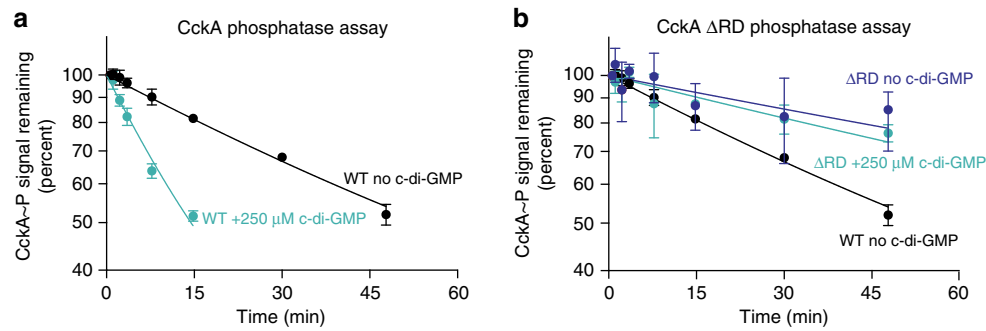 a
CckA phosphatase assay
CckA~P signal remaining
(percent)
100
90
80
70
60
50
40
WT no c-di-GMP
WT +250 μM c-di-GMP
0
15
30
45
60
Time (min)
b
CckA ΔRD phosphatase assay
CckA~P signal remaining
(percent)
100
90
80
70
60
50
40
ΔRD no c-di-GMP
ΔRD +250 μM c-di-GMP
WT no c-di-GMP
0
15
30
45
60
Time (min)